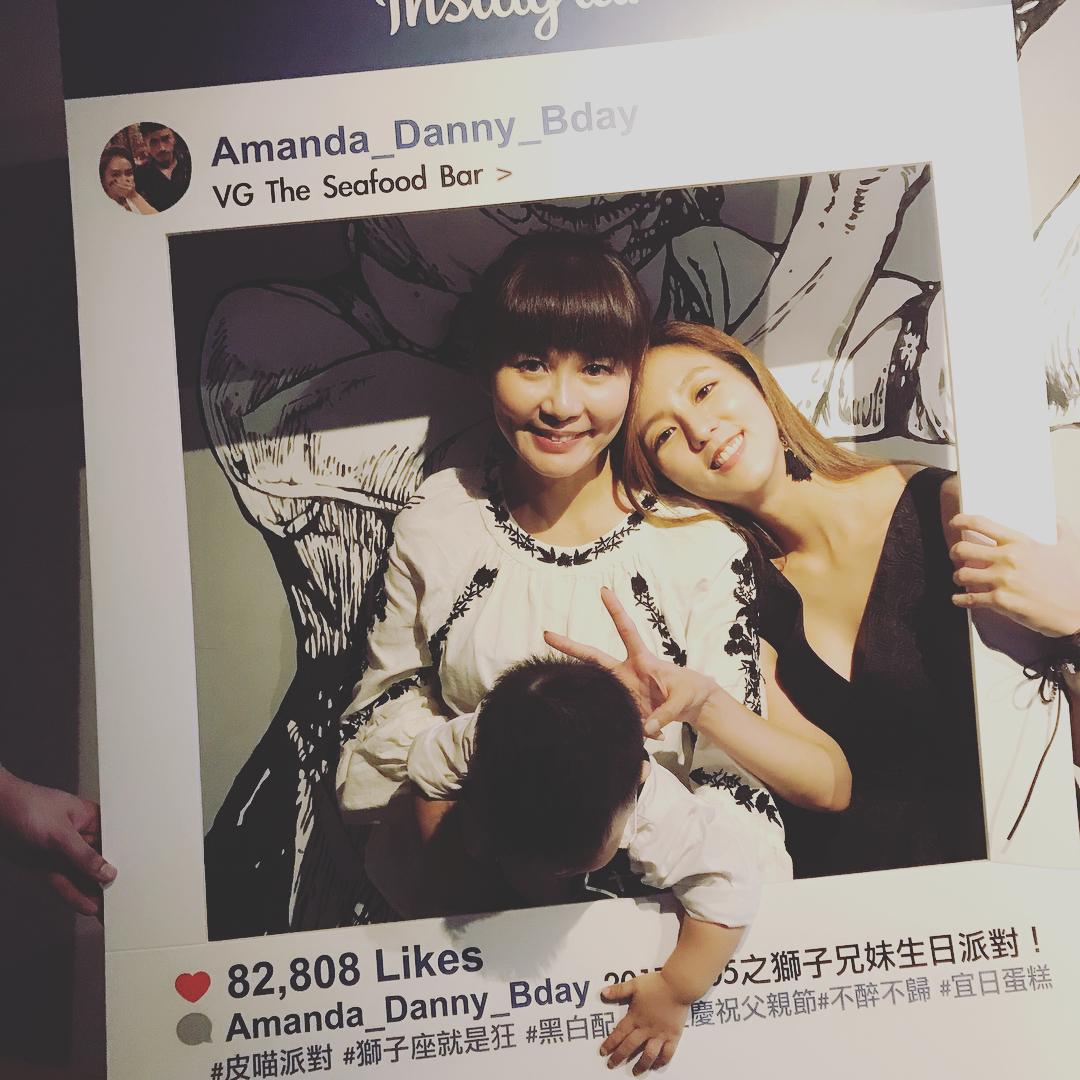 Instagram
Amanda_Danny_Bday
VG The Seafood Bar >
82,808 Likes
Amanda_Danny_Bday 之獅子兄妹生日派對！
慶祝父親節#不醉不歸 #宜日蛋糕
#皮喵派對 #獅子座就是狂 #黑白配